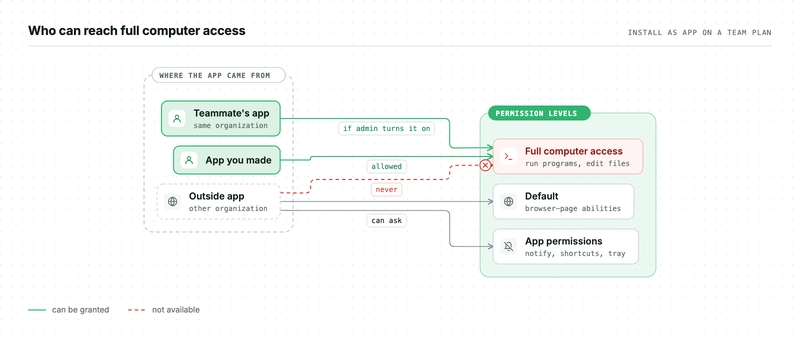 Who can reach full computer access
INSTALL AS APP ON A TEAM PLAN
WHERE THE APP CAME FROM
Teammate's app
same organization
App you made
Outside app
other organization
if admin turns it on
allowed
never
can ask
PERMISSION LEVELS
Full computer access
run programs, edit files
Default
browser-page abilities
App permissions
notify, shortcuts, tray
can be granted
not available